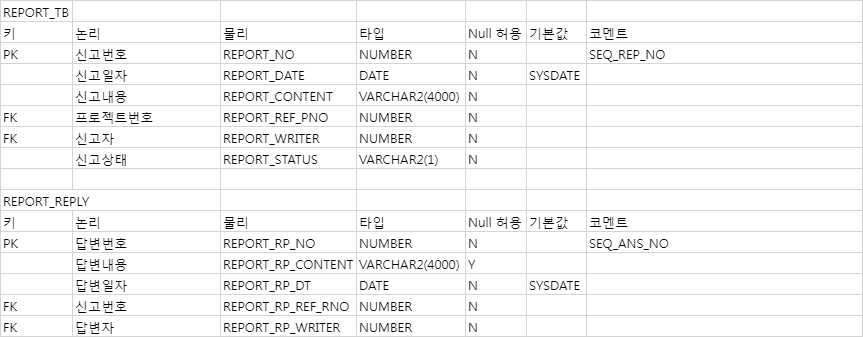 REPORT_TB
키 논리 물리 타입 Null 허용 기본값 코멘트
PK 신고번호 REPORT_NO NUMBER N SEQ_REP_NO
신고일자 REPORT_DATE DATE N SYSDATE
신고내용 REPORT_CONTENT VARCHAR2(4000) N
FK 프로젝트번호 REPORT_REF_PNO NUMBER N
FK 신고자 REPORT_WRITER NUMBER N
신고상태 REPORT_STATUS VARCHAR2(1) N
REPORT_REPLY
키 논리 물리 타입 Null 허용 기본값 코멘트
PK 답변번호 REPORT_RP_NO NUMBER N SEQ_ANS_NO
답변내용 REPORT_RP_CONTENT VARCHAR2(4000) Y
답변일자 REPORT_RP_DT DATE N SYSDATE
FK 신고번호 REPORT_RP_REF_RNO NUMBER N
FK 답변자 REPORT_RP_WRITER NUMBER N